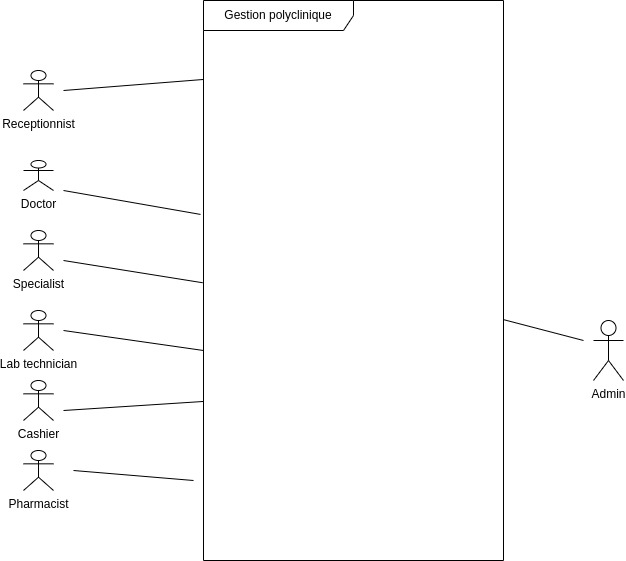 Gestion polyclinique
Receptionnist
Doctor
Specialist
Lab technician
Cashier
Pharmacist
Admin